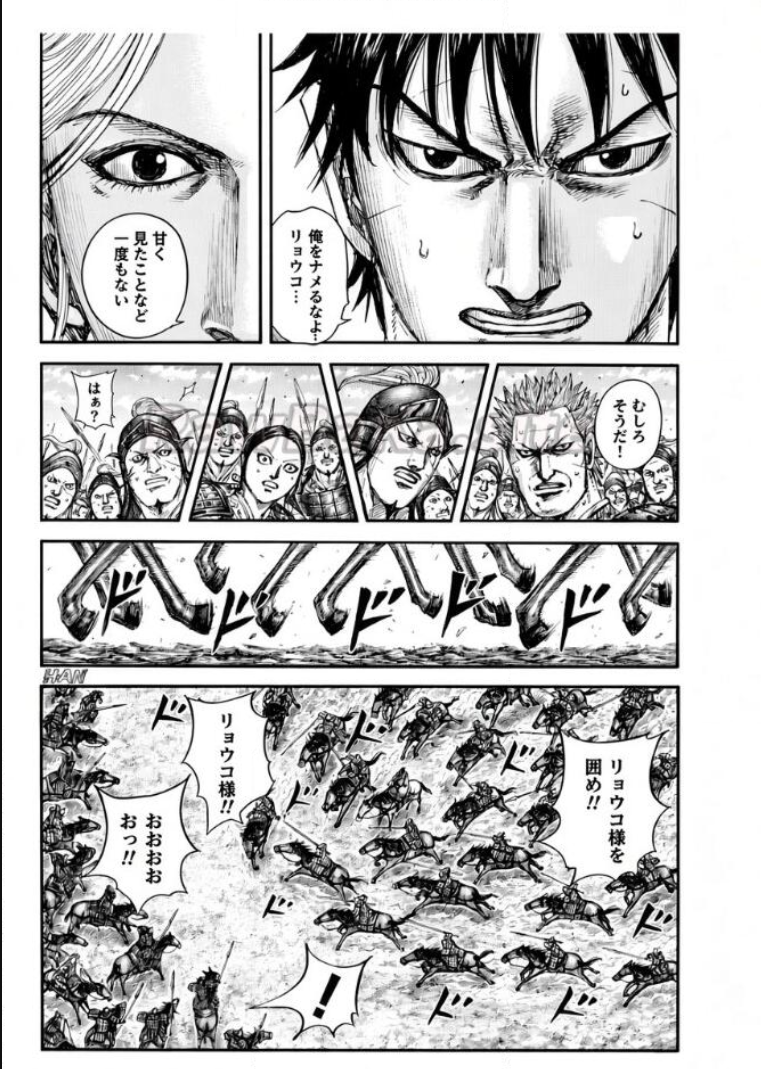 俺をナメるなよ…
リョウコ…
甘く
見たことなど
一度もない
むしろ
そうだ！
はぁ？
ド
ド
ド
ド
HAN
リョウコ様を
囲め!!
リョウコ様!!
おおおお
おっ!!
ド
ド
ド
ド
ド
ド
ド
ド
ド
！